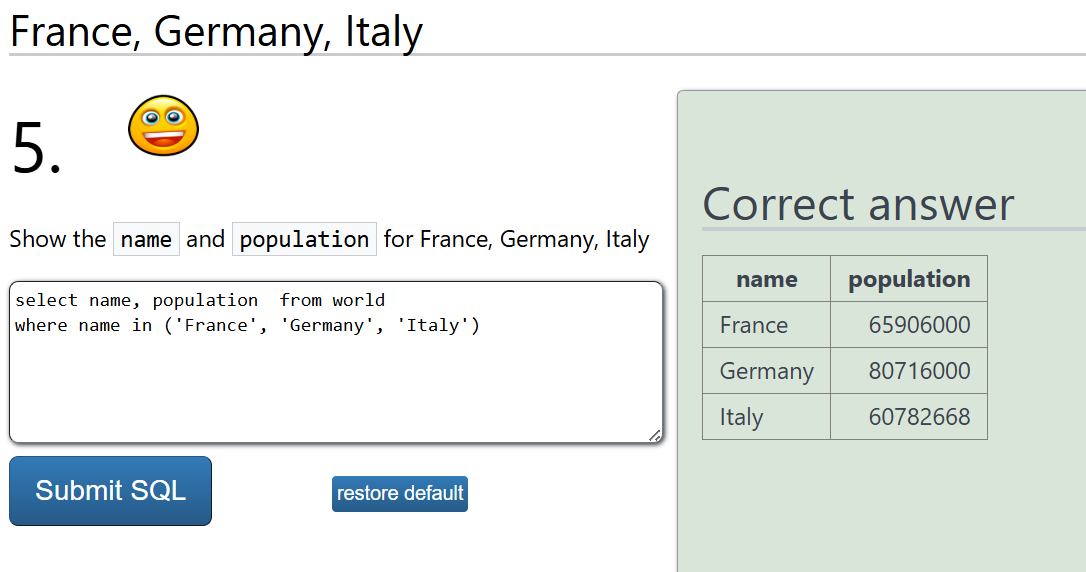 France, Germany, Italy
5.
Show the name and population for France, Germany, Italy
select name, population  from world
where name in ('France', 'Germany', 'Italy')
Submit SQL
restore default
Correct answer
name population
France 65906000
Germany 80716000
Italy 60782668